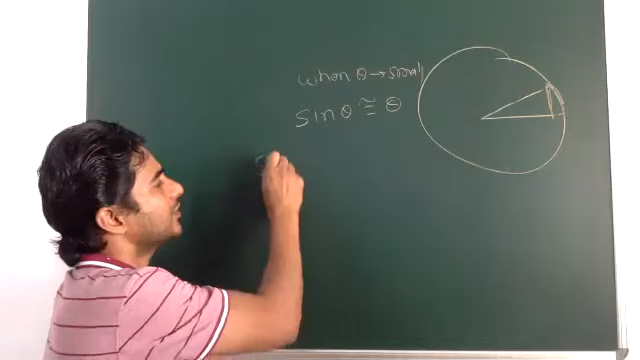 when θ → small
sinθ ≅ θ